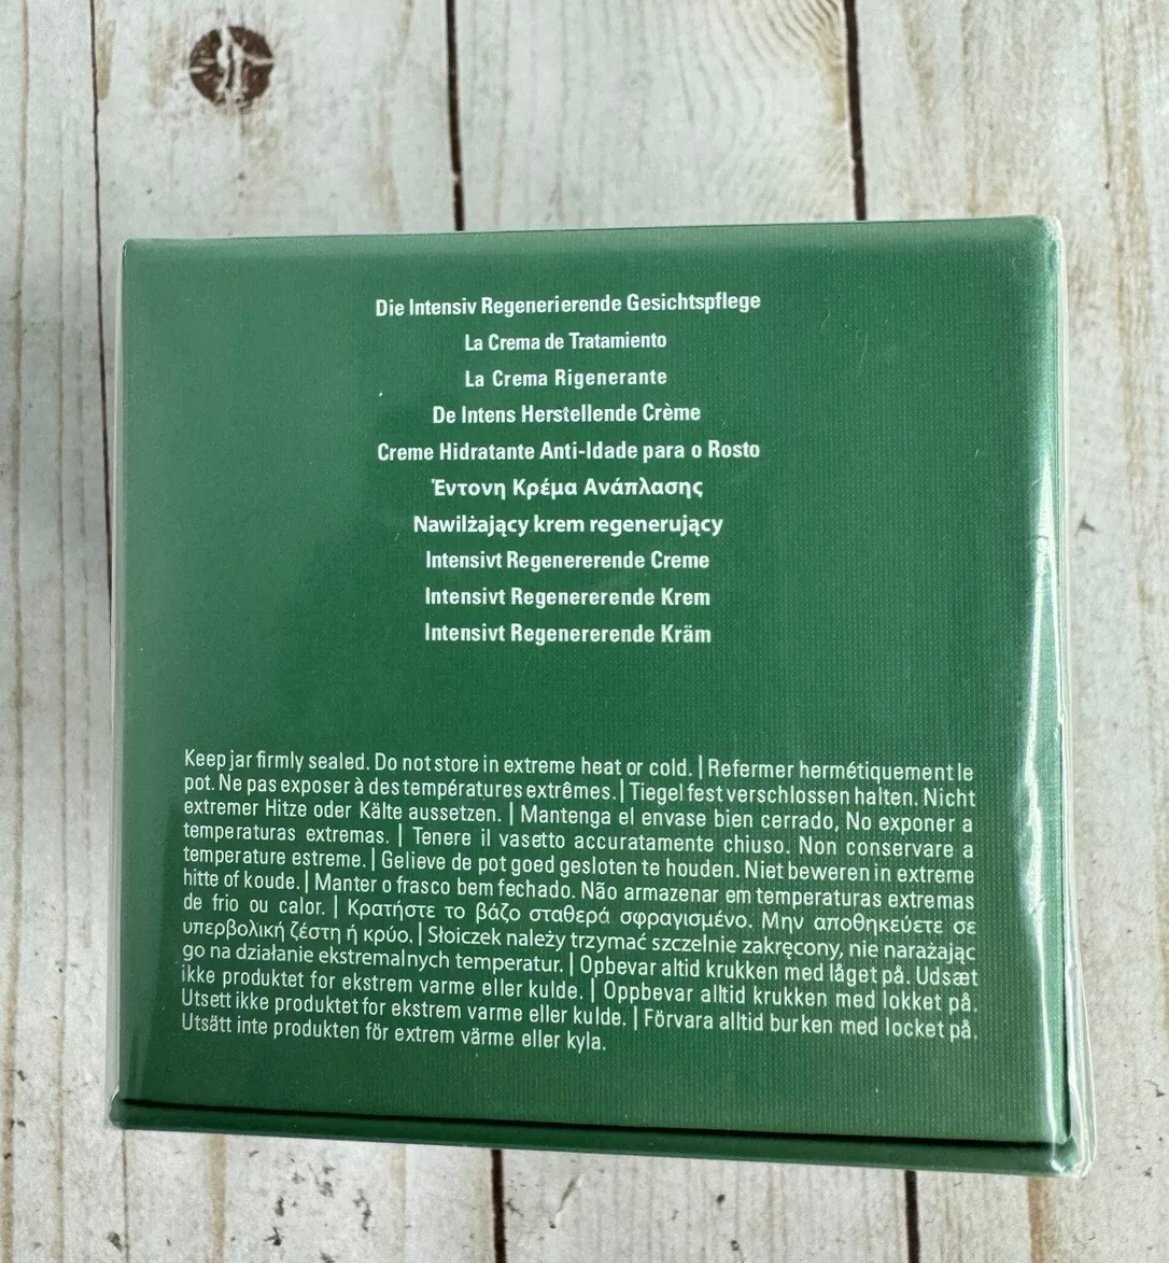 Die Intensiv Regenerierende Gesichtspflege
La Crema de Tratamiento
La Crema Rigenerante
De Intens Herstellende Crème
Creme Hidratante Anti-Idade para o Rosto
Έντονη Κρέμα Ανάπλασης
Nawilżający krem regenerujący
Intensivt Regenererende Creme
Intensivt Regenererende Krem
Intensivt Regenererende Kräm
Keep jar firmly sealed. Do not store in extreme heat or cold. | Refermer hermétiquement le
pot. Ne pas exposer à des températures extrêmes. | Tiegel fest verschlossen halten. Nicht
extremer Hitze oder Kälte aussetzen. | Mantenga el envase bien cerrado, No exponer a
temperaturas extremas. | Tenere il vasetto accuratamente chiuso. Non conservare a
temperature estreme. | Gelieve de pot goed gesloten te houden. Niet beweren in extreme
hitte of koude. | Manter o frasco bem fechado. Não armazenar em temperaturas extremas
de frio ou calor. | Κρατήστε το βάζο σταθερά σφραγισμένο. Μην αποθηκεύετε σε
υπερβολική ζέστη ή κρύο. | Słoiczek należy trzymać szczelnie zakręcony, nie narażając
go na działanie ekstremalnych temperatur. | Opbevar altid krukken med låget på. Udsæt
ikke produktet for ekstrem varme eller kulde. | Oppbevar alltid krukken med lokket på.
Utsett ikke produktet for ekstrem varme eller kulde. | Förvara alltid burken med locket på.
Utsätt inte produkten för extrem värme eller kyla.